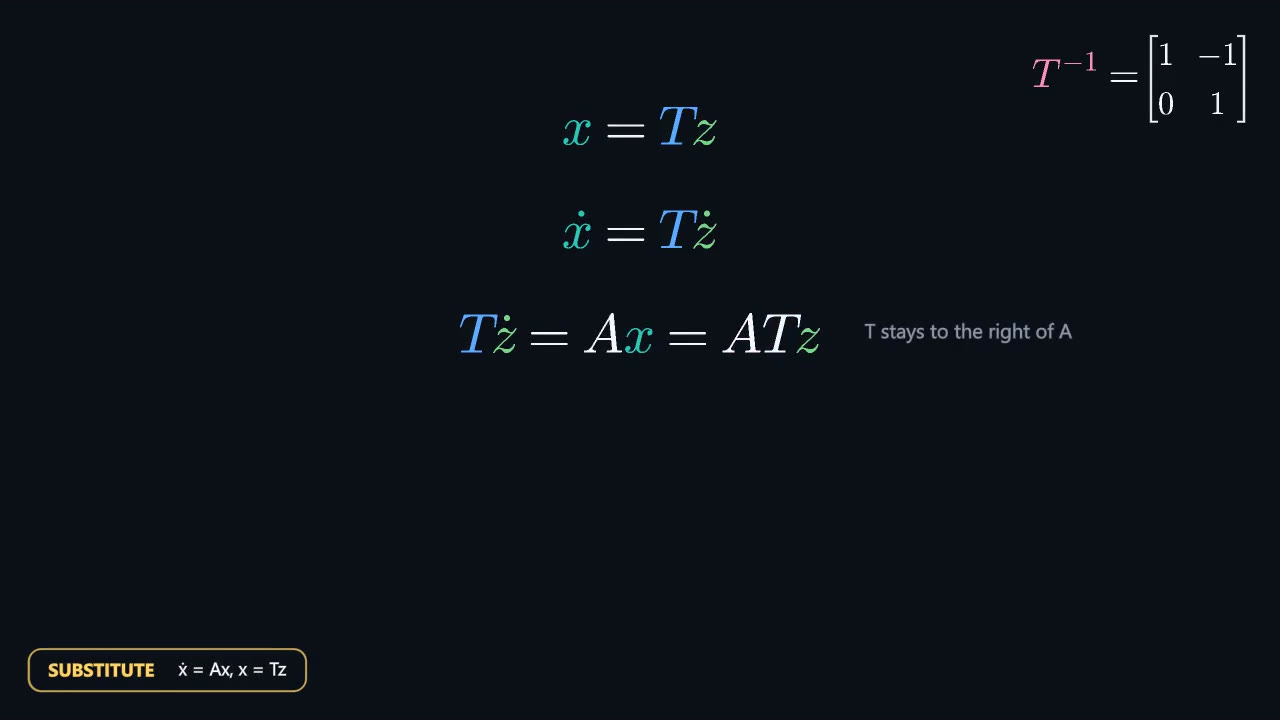 T⁻¹ = [1 −1; 0 1]
x = Tz
ẋ = Tż
Tż = Ax = ATz T stays to the right of A
SUBSTITUTE ẋ = Ax, x = Tz